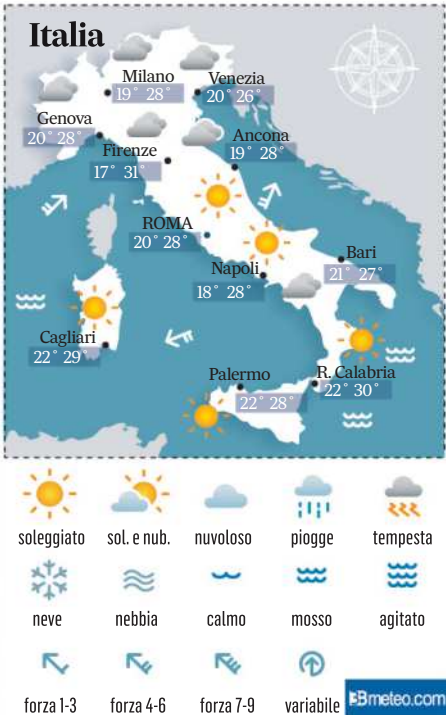 Italia
Milano
19° 28°
Venezia
20° 26°
Genova
20° 28°
Firenze
17° 31°
Ancona
19° 28°
ROMA
20° 28°
Napoli
18° 28°
Bari
21° 27°
Cagliari
22° 29°
Palermo
22° 28°
R. Calabria
22° 30°
soleggiato
sol. e nub.
nuvoloso
piogge
tempesta
neve
nebbia
calmo
mosso
agitato
forza 1-3
forza 4-6
forza 7-9
variabile
3Bmeteo.com